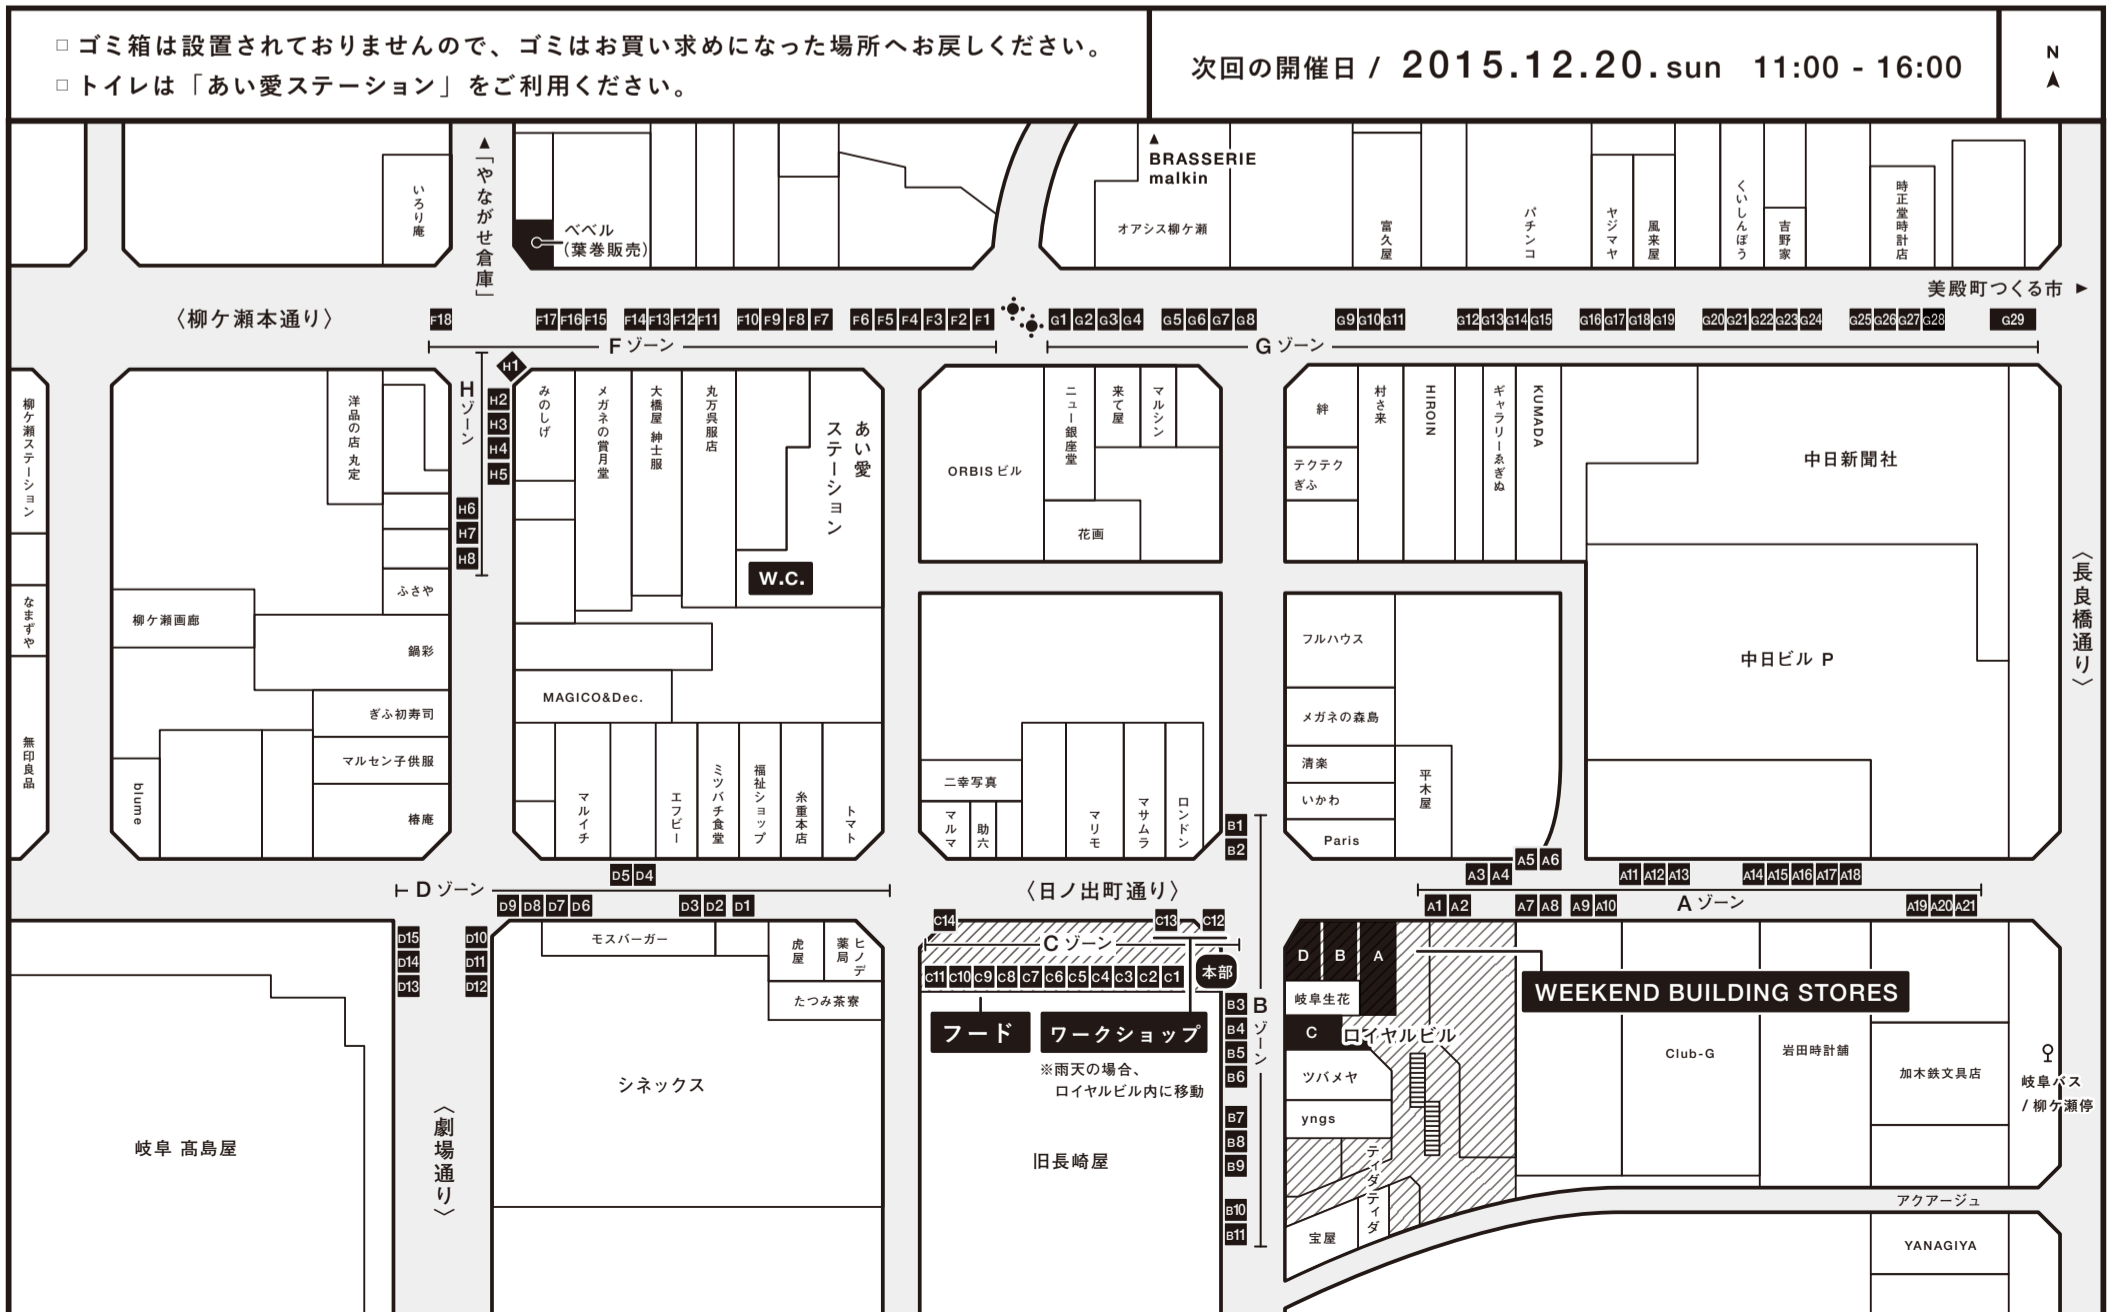 □ ゴミ箱は設置されておりませんので、ゴミはお買い求めになった場所へお戻しください。
□ トイレは「あい愛ステーション」をご利用ください。
次回の開催日 / 2015.12.20.sun 11:00 - 16:00
N
▲
いろり庵
▲「やながせ倉庫」
ベベル
(葉巻販売)
▲
BRASSERIE
malkin
オアシス柳ケ瀬
富久屋
パチンコ
ヤジマヤ
風来屋
くいしんぼう
吉野家
時正堂時計店
美殿町つくる市 ▶
〈柳ケ瀬本通り〉
F18
F17 F16 F15
F14 F13 F12 F11
F10 F9 F8 F7
F6 F5 F4 F3 F2 F1
G1 G2 G3 G4
G5 G6 G7 G8
G9 G10 G11
G12 G13 G14 G15
G16 G17 G18 G19
G20 G21 G22 G23 G24
G25 G26 G27 G28
G29
F ゾーン
G ゾーン
H ゾーン
H1
H2
H3
H4
H5
H6
H7
H8
柳ケ瀬ステーション
なまずや
無印良品
洋品の店 丸定
ふさや
柳ケ瀬画廊
鍋彩
ぎふ初寿司
マルセン子供服
椿庵
blume
みのしげ
メガネの賞月堂
大橋屋 紳士服
丸万呉服店
あい愛
ステーション
W.C.
MAGICO&Dec.
マルイチ
エフビー
ミツバチ食堂
福祉ショップ
糸重本店
トマト
ORBISビル
ニュー銀座堂
来て屋
マルシン
花画
二幸写真
マルマ
助六
マリモ
マサムラ
ロンドン
絆
テクテク
ぎふ
村さ来
HIROIN
ギャラリーゑぎぬ
KUMADA
中日新聞社
中日ビル P
〈長良橋通り〉
フルハウス
メガネの森島
清楽
いかわ
Paris
平木屋
B1
B2
A5 A6
A3 A4
A11 A12 A13
A14 A15 A16 A17 A18
D5 D4
D ゾーン
〈日ノ出町通り〉
D9 D8 D7 D6
D3 D2 D1
A1 A2
A7 A8
A9 A10
A ゾーン
A19 A20 A21
D15
D14
D13
D10
D11
D12
モスバーガー
虎屋
ヒノデ
薬局
たつみ茶寮
シネックス
岐阜 髙島屋
〈劇場通り〉
C14
C13
C12
C ゾーン
C11 C10 C9 C8 C7 C6 C5 C4 C3 C2 C1
本部
フード
ワークショップ
※雨天の場合、
ロイヤルビル内に移動
旧長崎屋
B3
B4
B5
B6
B7
B8
B9
B10
B11
B ゾーン
D
B
A
岐阜生花
C
ロイヤルビル
ツバメヤ
yngs
ティダティダ
宝屋
WEEKEND BUILDING STORES
Club-G
岩田時計舗
加木鉄文具店
岐阜バス
/ 柳ケ瀬停
アクアージュ
YANAGIYA